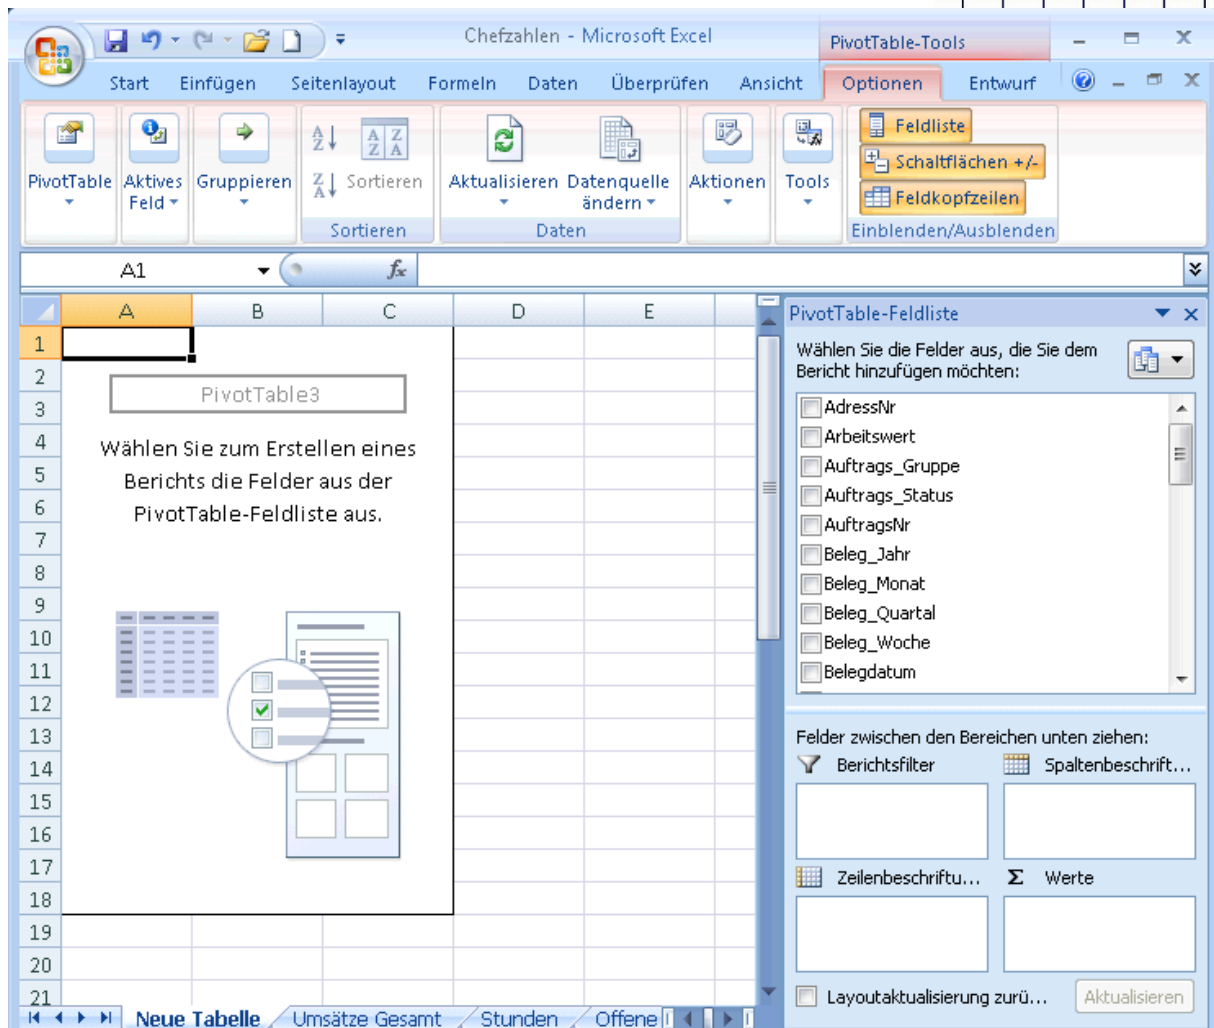 Chefzahlen - Microsoft Excel
PivotTable-Tools
Start Einfügen Seitenlayout Formeln Daten Überprüfen Ansicht Optionen Entwurf
PivotTable
Aktives Feld
Gruppieren
Sortieren
Aktualisieren
Datenquelle ändern
Aktionen
Tools
Feldliste
Schaltflächen +/-
Feldkopfzeilen
Sortieren
Daten
Einblenden/Ausblenden
A1
fx
A B C D E
PivotTable-Feldliste
1
2
3
4
5
6
7
8
9
10
11
12
13
14
15
16
17
18
19
20
21
PivotTable3
Wählen Sie zum Erstellen eines
Berichts die Felder aus der
PivotTable-Feldliste aus.
Wählen Sie die Felder aus, die Sie dem
Bericht hinzufügen möchten:
AdressNr
Arbeitswert
Auftrags_Gruppe
Auftrags_Status
AuftragsNr
Beleg_Jahr
Beleg_Monat
Beleg_Quartal
Beleg_Woche
Belegdatum
Felder zwischen den Bereichen unten ziehen:
Berichtsfilter
Spaltenbeschrift...
Zeilenbeschriftu...
Σ Werte
Layoutaktualisierung zurü...
Aktualisieren
Neue Tabelle Umsätze Gesamt Stunden Offene